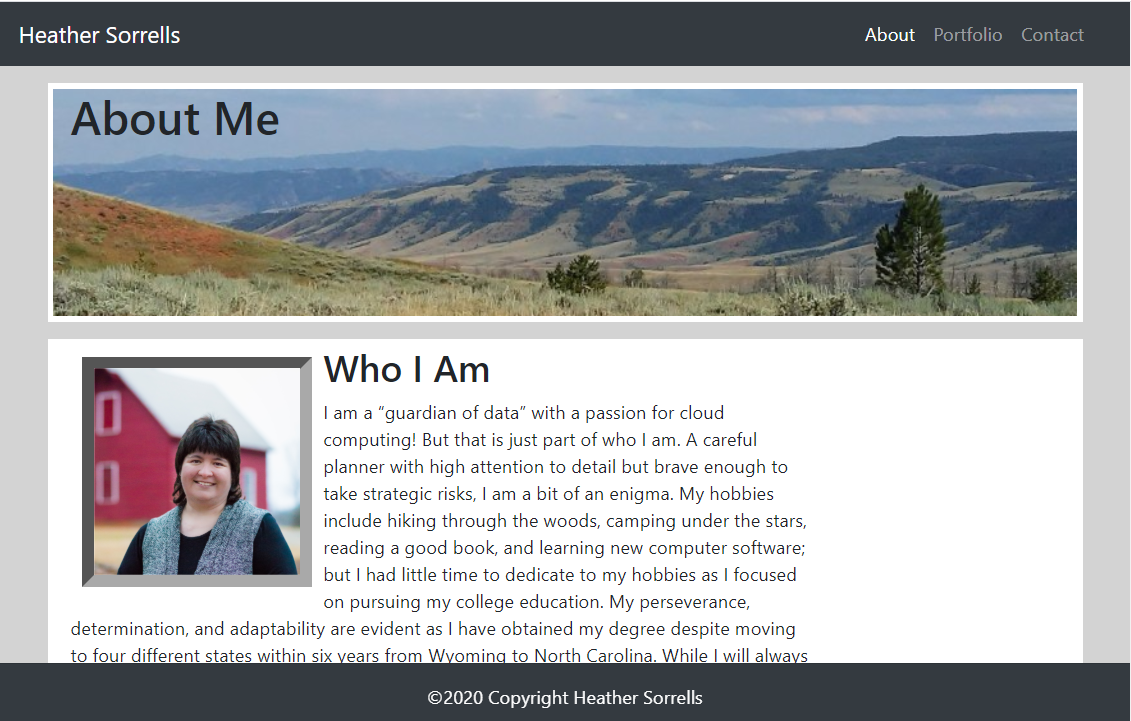 Heather Sorrells
About Portfolio Contact
About Me
Who I Am
I am a “guardian of data” with a passion for cloud
computing! But that is just part of who I am. A careful
planner with high attention to detail but brave enough to
take strategic risks, I am a bit of an enigma. My hobbies
include hiking through the woods, camping under the stars,
reading a good book, and learning new computer software;
but I had little time to dedicate to my hobbies as I focused
on pursuing my college education. My perseverance,
determination, and adaptability are evident as I have obtained my degree despite moving
to four different states within six years from Wyoming to North Carolina. While I will always
©2020 Copyright Heather Sorrells